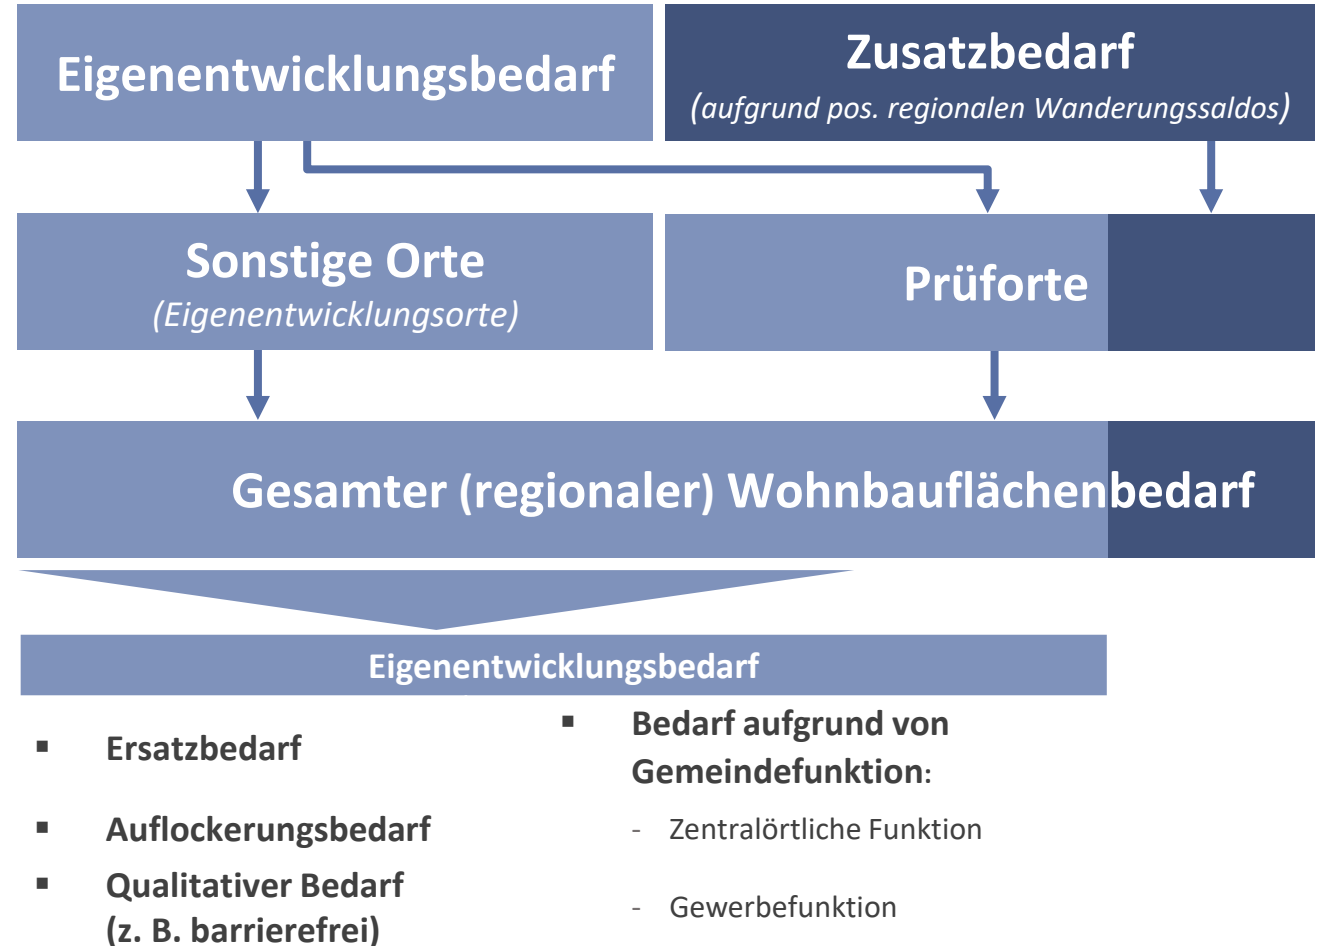 Eigenentwicklungsbedarf
Zusatzbedarf
(aufgrund pos. regionalen Wanderungssaldos)
Sonstige Orte
(Eigenentwicklungsorte)
Prüforte
Gesamter (regionaler) Wohnbauflächenbedarf
Eigenentwicklungsbedarf
▪ Ersatzbedarf
▪ Auflockerungsbedarf
▪ Qualitativer Bedarf
(z. B. barrierefrei)
▪ Bedarf aufgrund von
Gemeindefunktion:
- Zentralörtliche Funktion
- Gewerbefunktion